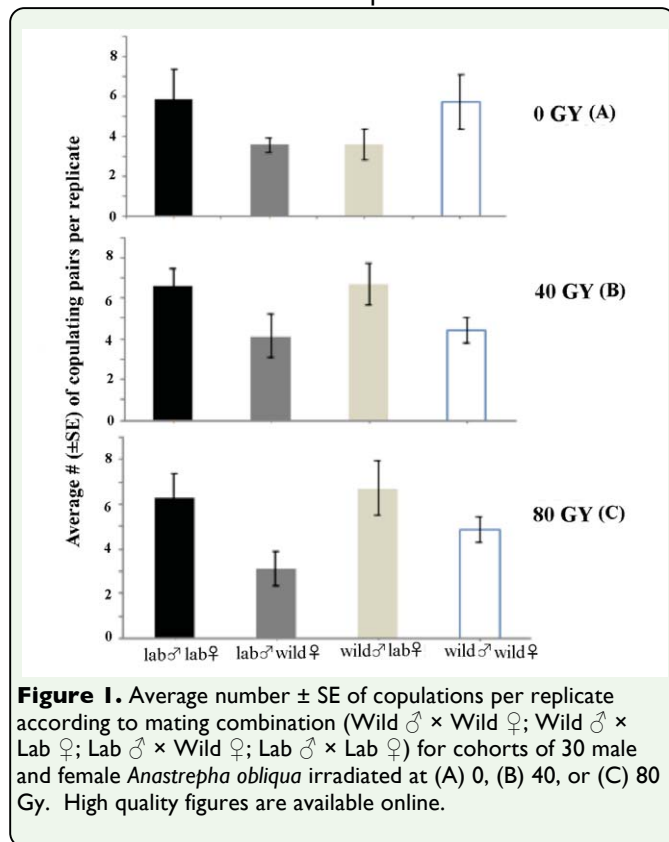 Average # (±SE) of copulating pairs per replicate
8
6
4
2
0
0 GY (A)
8
6
4
2
0
40 GY (B)
8
6
4
2
0
80 GY (C)
lab♂ lab♀ lab♂ wild♀ wild♂ lab♀ wild♂ wild♀
Figure 1. Average number ± SE of copulations per replicate
according to mating combination (Wild ♂ × Wild ♀; Wild ♂ ×
Lab ♀; Lab ♂ × Wild ♀; Lab ♂ × Lab ♀) for cohorts of 30 male
and female Anastrepha obliqua irradiated at (A) 0, (B) 40, or (C) 80
Gy. High quality figures are available online.